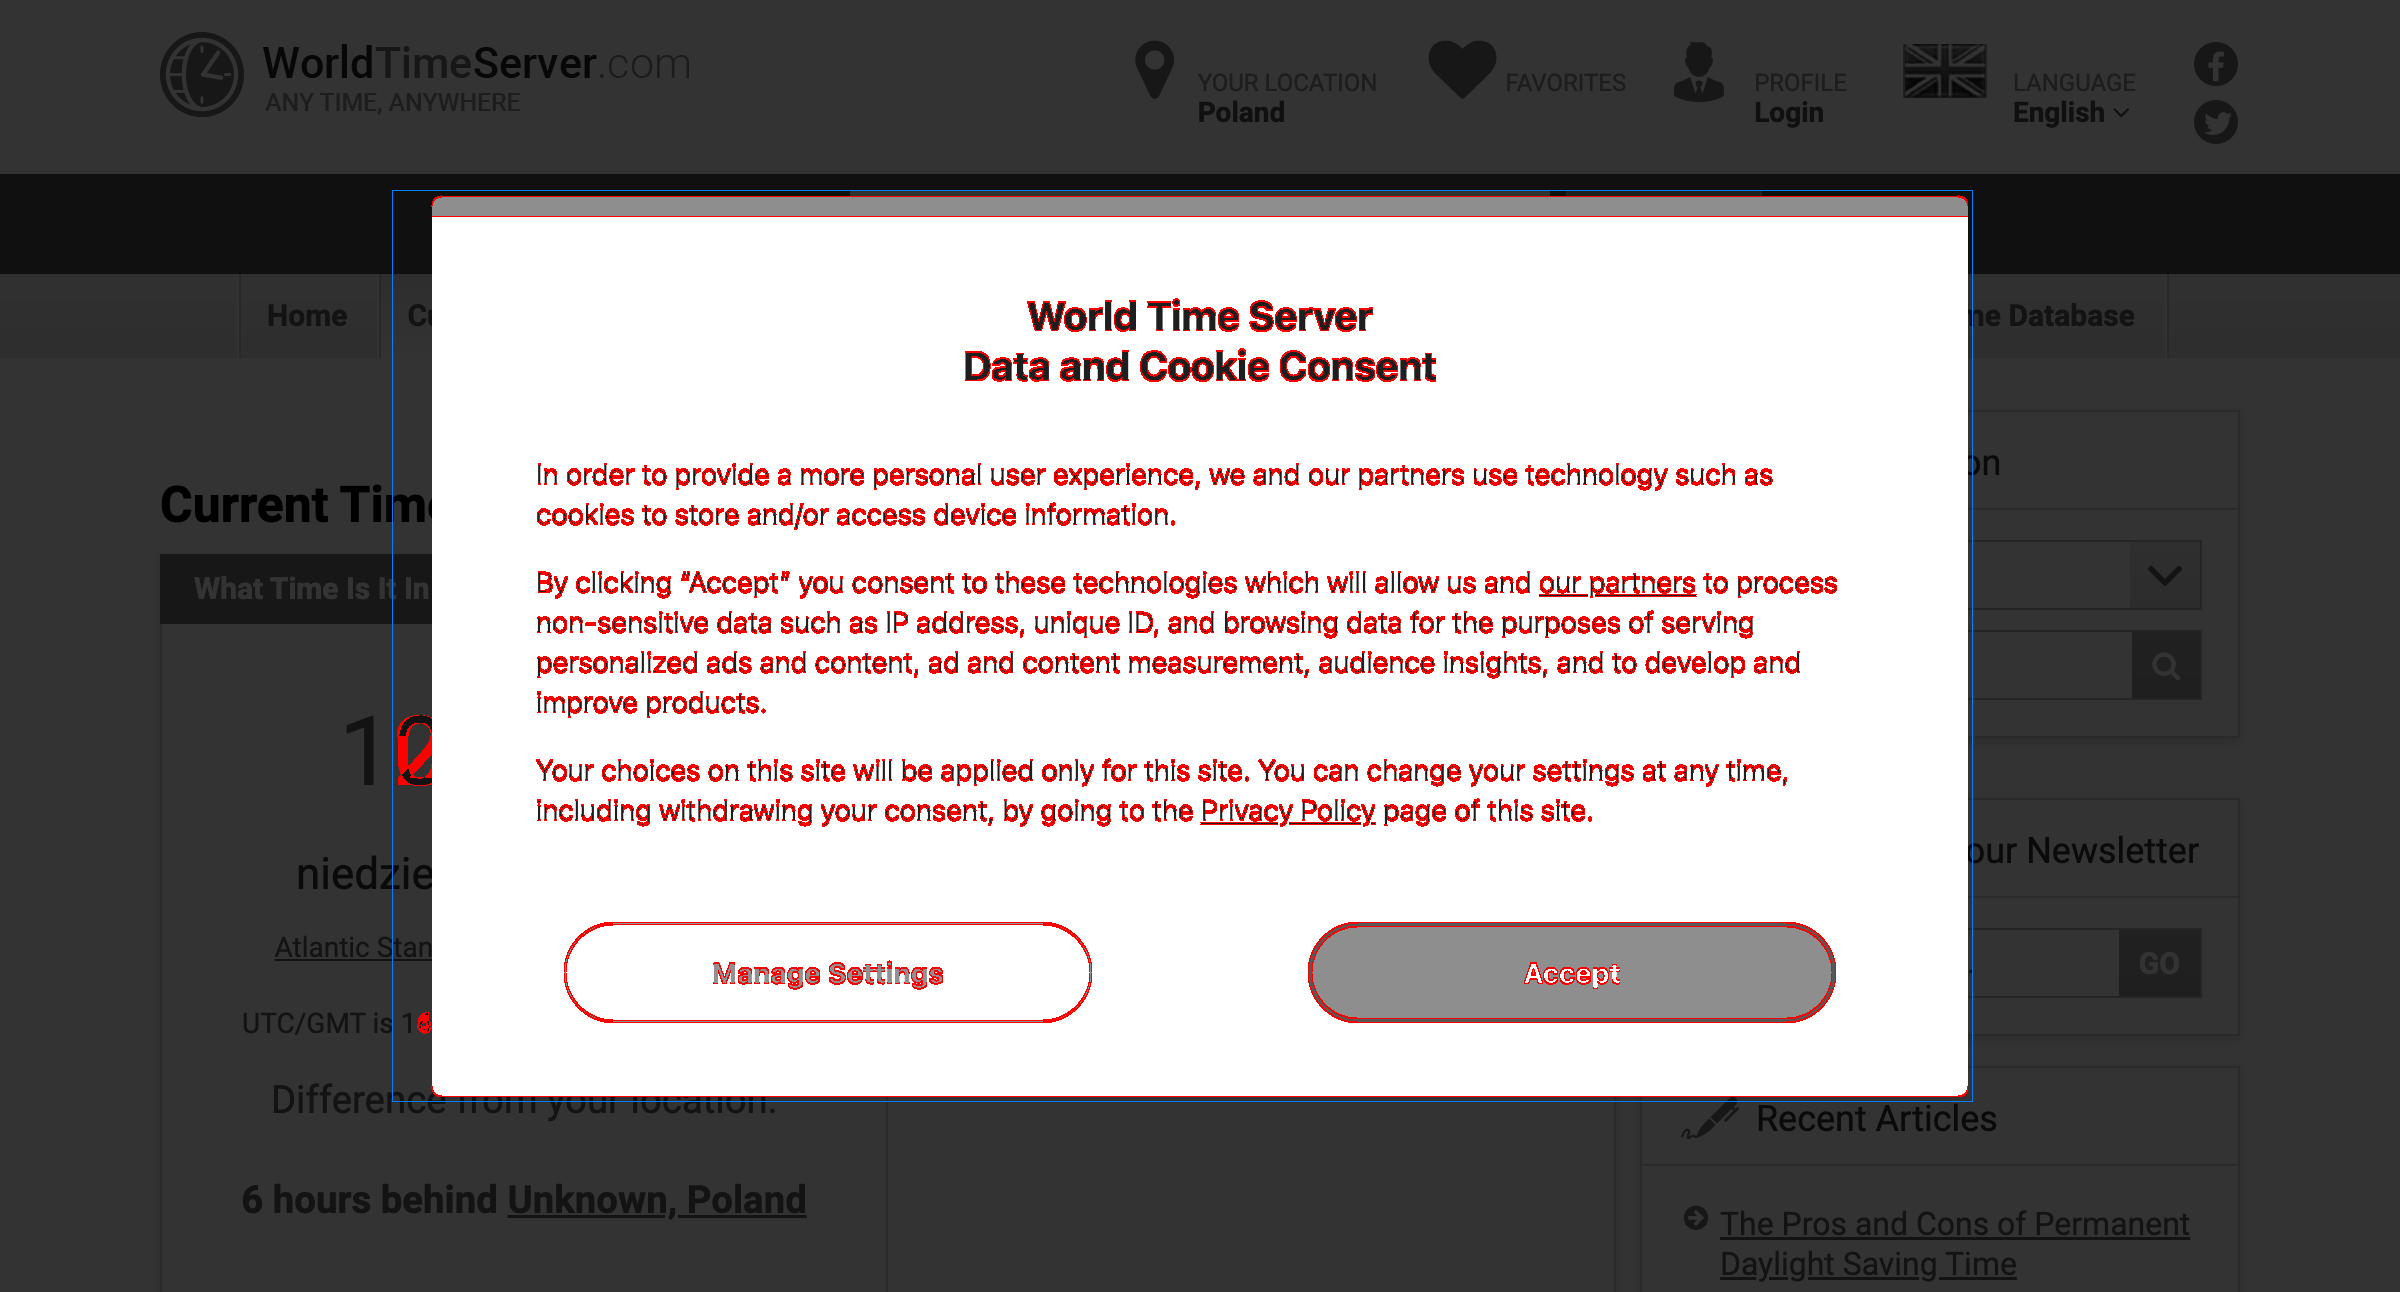 WorldTimeServer.com
ANY TIME, ANYWHERE
YOUR LOCATION
Poland
FAVORITES
PROFILE
Login
LANGUAGE
English
Home
Database
World Time Server
Data and Cookie Consent
In order to provide a more personal user experience, we and our partners use technology such as
cookies to store and/or access device information.
By clicking “Accept” you consent to these technologies which will allow us and our partners to process
non-sensitive data such as IP address, unique ID, and browsing data for the purposes of serving
personalized ads and content, ad and content measurement, audience insights, and to develop and
improve products.
Your choices on this site will be applied only for this site. You can change your settings at any time,
including withdrawing your consent, by going to the Privacy Policy page of this site.
Manage Settings
Accept
Current
What Time Is It In
Atlantic
UTC/GMT is
Difference from your location:
6 hours behind Unknown, Poland
our Newsletter
GO
Recent Articles
The Pros and Cons of Permanent
Daylight Saving Time